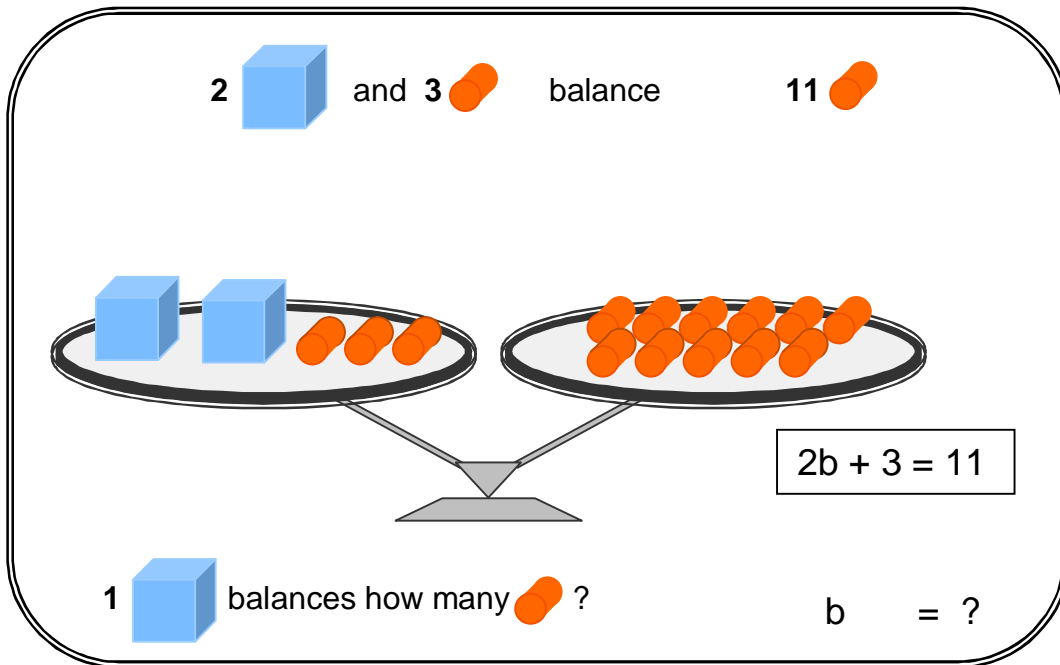 2 and 3 balance 11
2b + 3 = 11
1 balances how many ?
b = ?